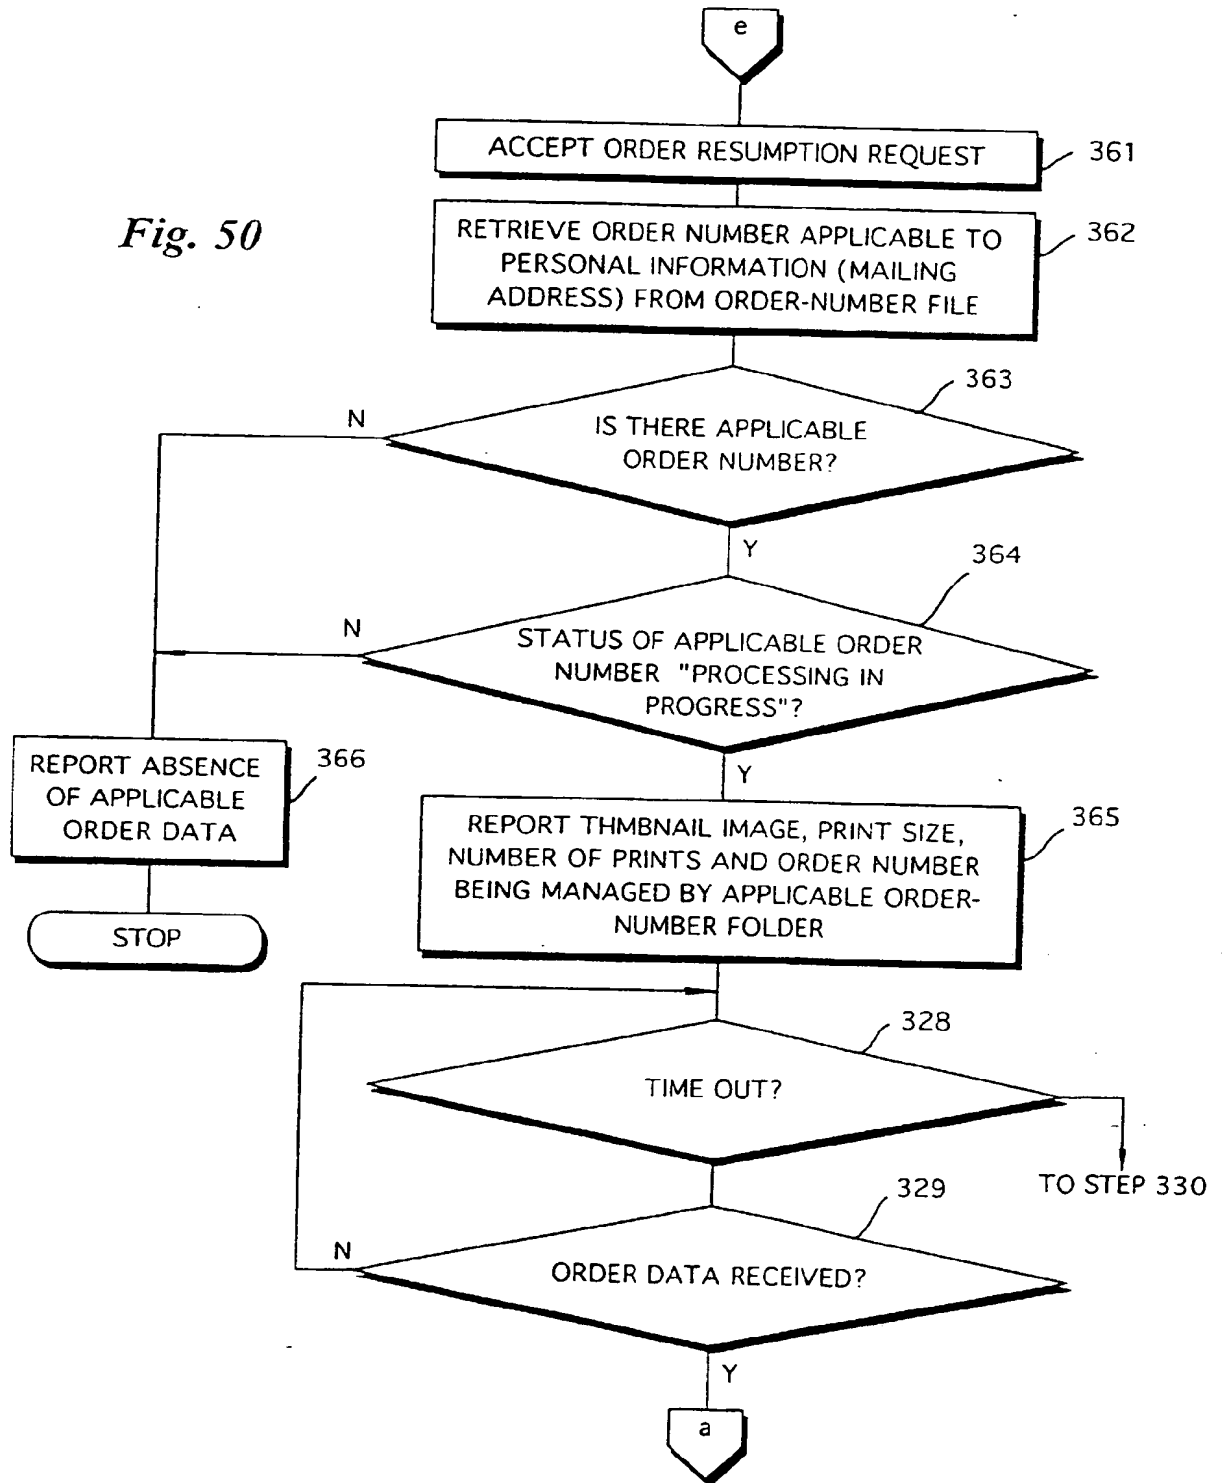 e
ACCEPT ORDER RESUMPTION REQUEST
361
Fig. 50
RETRIEVE ORDER NUMBER APPLICABLE TO
PERSONAL INFORMATION (MAILING
ADDRESS) FROM ORDER-NUMBER FILE
362
363
N
IS THERE APPLICABLE
ORDER NUMBER?
Y
364
N
STATUS OF APPLICABLE ORDER
NUMBER "PROCESSING IN
PROGRESS"?
Y
REPORT ABSENCE
OF APPLICABLE
ORDER DATA
366
STOP
REPORT THMBNAIL IMAGE, PRINT SIZE,
NUMBER OF PRINTS AND ORDER NUMBER
BEING MANAGED BY APPLICABLE ORDER-
NUMBER FOLDER
365
328
TIME OUT?
TO STEP 330
329
N
ORDER DATA RECEIVED?
Y
a